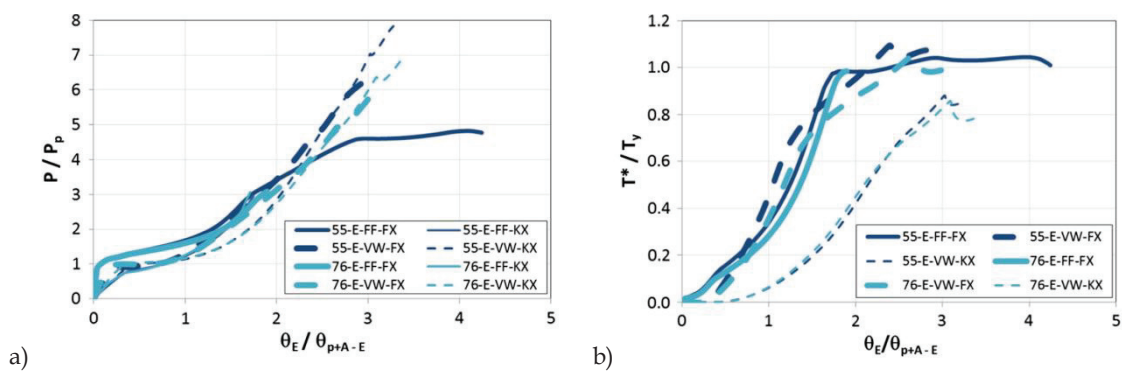 8
7
6
5
4
3
2
1
0
P / Pp
0 1 2 3 4 5
θE / θp+A - E
55-E-FF-FX 55-E-FF-KX
55-E-VW-FX 55-E-VW-KX
76-E-FF-FX 76-E-FF-KX
76-E-VW-FX 76-E-VW-KX
a)
1.2
1.0
0.8
0.6
0.4
0.2
0.0
T* / Ty
0 1 2 3 4 5
θE/θp+A - E
55-E-FF-FX 55-E-VW-FX
55-E-VW-KX 76-E-FF-FX
76-E-VW-FX 76-E-VW-KX
b)